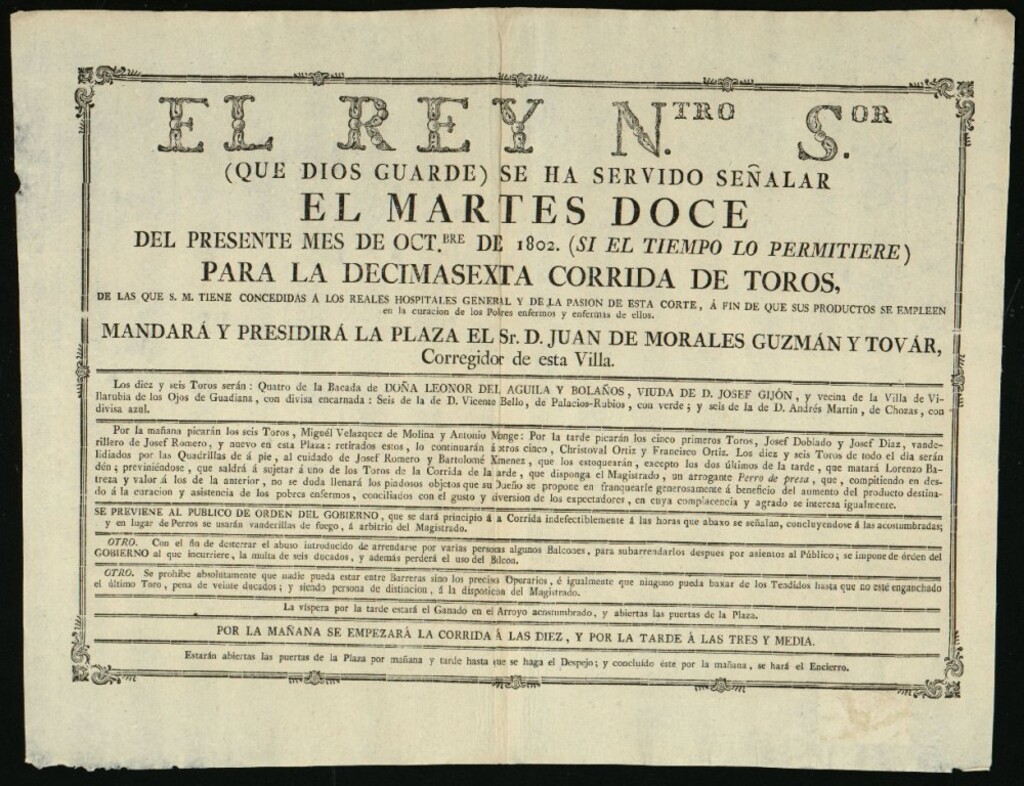 EL REY N.TRO S.OR
(QUE DIOS GUARDE) SE HA SERVIDO SEÑALAR
EL MARTES DOCE
DEL PRESENTE MES DE OCT.BRE DE 1802. (SI EL TIEMPO LO PERMITIERE)
PARA LA DECIMASEXTA CORRIDA DE TOROS,
DE LAS QUE S. M. TIENE CONCEDIDAS Á LOS REALES HOSPITALES GENERAL Y DE LA PASION DE ESTA CORTE, Á FIN DE QUE SUS PRODUCTOS SE EMPLEEN
en la curacion de los Pobres enfermos y enfermas de ellos.
MANDARÁ Y PRESIDIRÁ LA PLAZA EL Sr. D. JUAN DE MORALES GUZMÁN Y TOVÁR,
Corregidor de esta Villa.
Los diez y seis Toros serán: Quatro de la Bacada de DOÑA LEONOR DEL AGUILA Y BOLAÑOS, VIUDA DE D. JOSEF GIJÓN, y vecina de la Villa de Vi-
llarubia de los Ojos de Guadiana, con divisa encarnada: Seis de la de D. Vicente Bello, de Palacios-Rubios, con verde; y seis de la de D. Andrés Martin, de Chozas, con
divisa azul.
Por la mañana picarán los seis Toros, Miguél Velazquez de Molina y Antonio Monge: Por la tarde picarán los cinco primeros Toros, Josef Doblado y Josef Diaz, vande-
rillero de Josef Romero, y nuevo en esta Plaza: retirados estos, lo continuarán á otros cinco, Christoval Ortiz y Francisco Ortiz. Los diez y seis Toros de todo el dia serán
lidiados por las Quadrillas de á pie, al cuidado de Josef Romero y Bartolomé Ximenez, que los estoquearán, excepto los dos últimos de la tarde, que matará Lorenzo Ba-
dén; previniéndose, que saldrá á sujetar á uno de los Toros de la Corrida de la tarde, que disponga el Magistrado, un arrogante Perro de presa, que, compitiendo en des-
treza y valor á los de la anterior, no se duda llenará los piadosos objetos que su Dueño se propone en franquearle generosamente á beneficio del aumento del producto destina-
do á la curacion y asistencia de los pobres enfermos, conciliados con el gusto y diversion de los expectadores, en cuya complacencia y agrado se interesa igualmente.
SE PREVIENE AL PUBLICO DE ORDEN DEL GOBIERNO, que se dará principio á la Corrida indefectiblemente á las horas que abaxo se señalan, concluyendose á las acostumbradas;
y en lugar de Perros se usarán vanderillas de fuego, á arbitrio del Magistrado.
OTRO. Con el fin de desterrar el abuso introducido de arrendarse por varias personas algunos Balcones, para subarrendarlos despues por asientos al Público; se impone de órden del
GOBIERNO al que incurriere, la multa de seis ducados, y además perderá el uso del Balcon.
OTRO. Se prohibe absolutamente que nadie pueda estar entre Barreras sino los precisos Operarios, é igualmente que ninguno pueda baxar de los Tendidos hasta que no esté enganchado
el último Toro, pena de veinte ducados; y siendo persona de distincion, á la disposicion del Magistrado.
La víspera por la tarde estará el Ganado en el Arroyo acostumbrado, y abiertas las puertas de la Plaza.
POR LA MAÑANA SE EMPEZARÁ LA CORRIDA Á LAS DIEZ, Y POR LA TARDE Á LAS TRES Y MEDIA.
Estarán abiertas las puertas de la Plaza por mañana y tarde hasta que se haga el Despejo; y concluído éste por la mañana, se hará el Encierro.